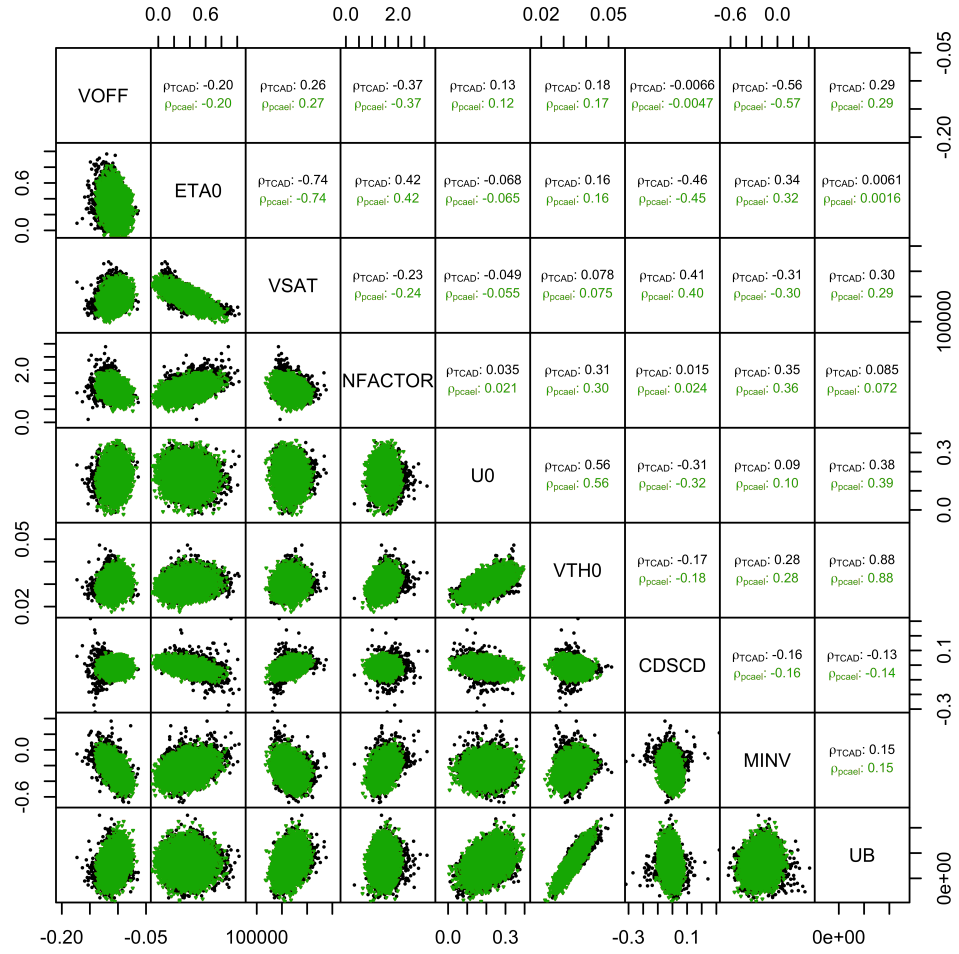 0.0 0.6 0.0 2.0 0.02 0.05 -0.6 0.0
VOFF
ρTCAD: -0.20 ρTCAD: 0.26 ρTCAD: -0.37 ρTCAD: 0.13 ρTCAD: 0.18 ρTCAD: -0.0066 ρTCAD: -0.56 ρTCAD: 0.29
ρpcael: -0.20 ρpcael: 0.27 ρpcael: -0.37 ρpcael: 0.12 ρpcael: 0.17 ρpcael: -0.0047 ρpcael: -0.57 ρpcael: 0.29
-0.20 -0.05
0.0 0.6
ETA0
ρTCAD: -0.74 ρTCAD: 0.42 ρTCAD: -0.068 ρTCAD: 0.16 ρTCAD: -0.46 ρTCAD: 0.34 ρTCAD: 0.0061
ρpcael: -0.74 ρpcael: 0.42 ρpcael: -0.065 ρpcael: 0.16 ρpcael: -0.45 ρpcael: 0.32 ρpcael: 0.0016
VSAT
ρTCAD: -0.23 ρTCAD: -0.049 ρTCAD: 0.078 ρTCAD: 0.41 ρTCAD: -0.31 ρTCAD: 0.30
ρpcael: -0.24 ρpcael: -0.055 ρpcael: 0.075 ρpcael: 0.40 ρpcael: -0.30 ρpcael: 0.29
100000
0.0 2.0
NFACTOR
ρTCAD: 0.035 ρTCAD: 0.31 ρTCAD: 0.015 ρTCAD: 0.35 ρTCAD: 0.085
ρpcael: 0.021 ρpcael: 0.30 ρpcael: 0.024 ρpcael: 0.36 ρpcael: 0.072
U0
ρTCAD: 0.56 ρTCAD: -0.31 ρTCAD: 0.09 ρTCAD: 0.38
ρpcael: 0.56 ρpcael: -0.32 ρpcael: 0.10 ρpcael: 0.39
0.0 0.3
0.02 0.05
VTH0
ρTCAD: -0.17 ρTCAD: 0.28 ρTCAD: 0.88
ρpcael: -0.18 ρpcael: 0.28 ρpcael: 0.88
CDSCD
ρTCAD: -0.16 ρTCAD: -0.13
ρpcael: -0.16 ρpcael: -0.14
-0.3 0.1
-0.6 0.0
MINV
ρTCAD: 0.15
ρpcael: 0.15
UB
0e+00
-0.20 -0.05 100000 0.0 0.3 -0.3 0.1 0e+00